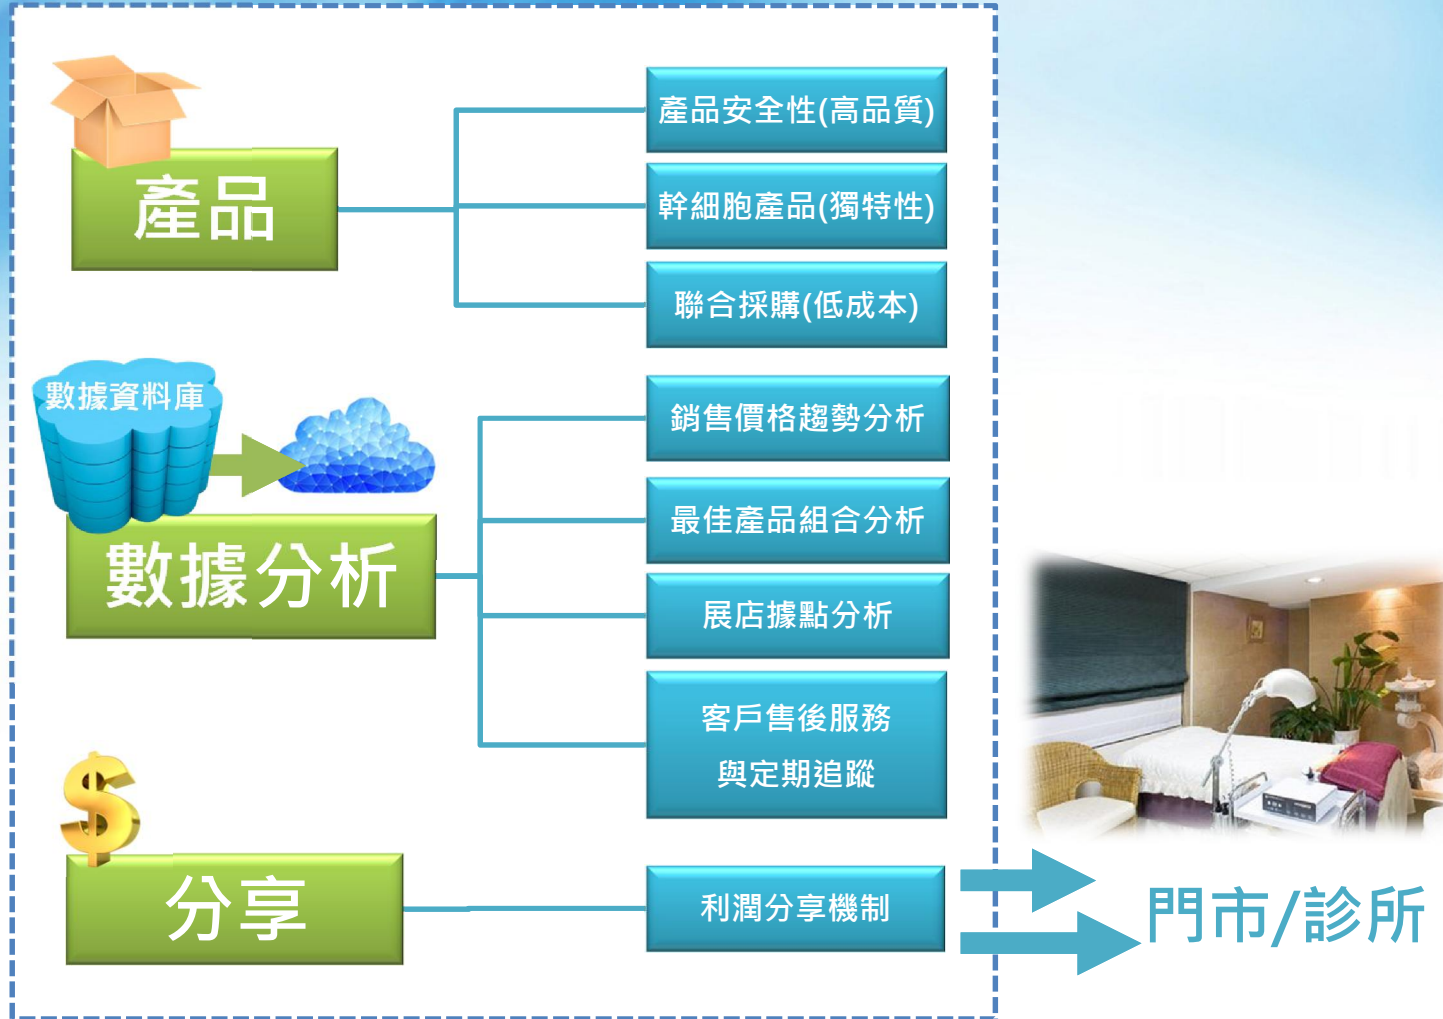 產品
產品安全性(高品質)
幹細胞產品(獨特性)
聯合採購(低成本)
數據資料庫
數據分析
銷售價格趨勢分析
最佳產品組合分析
展店據點分析
客戶售後服務
與定期追蹤
分享
利潤分享機制
門市/診所